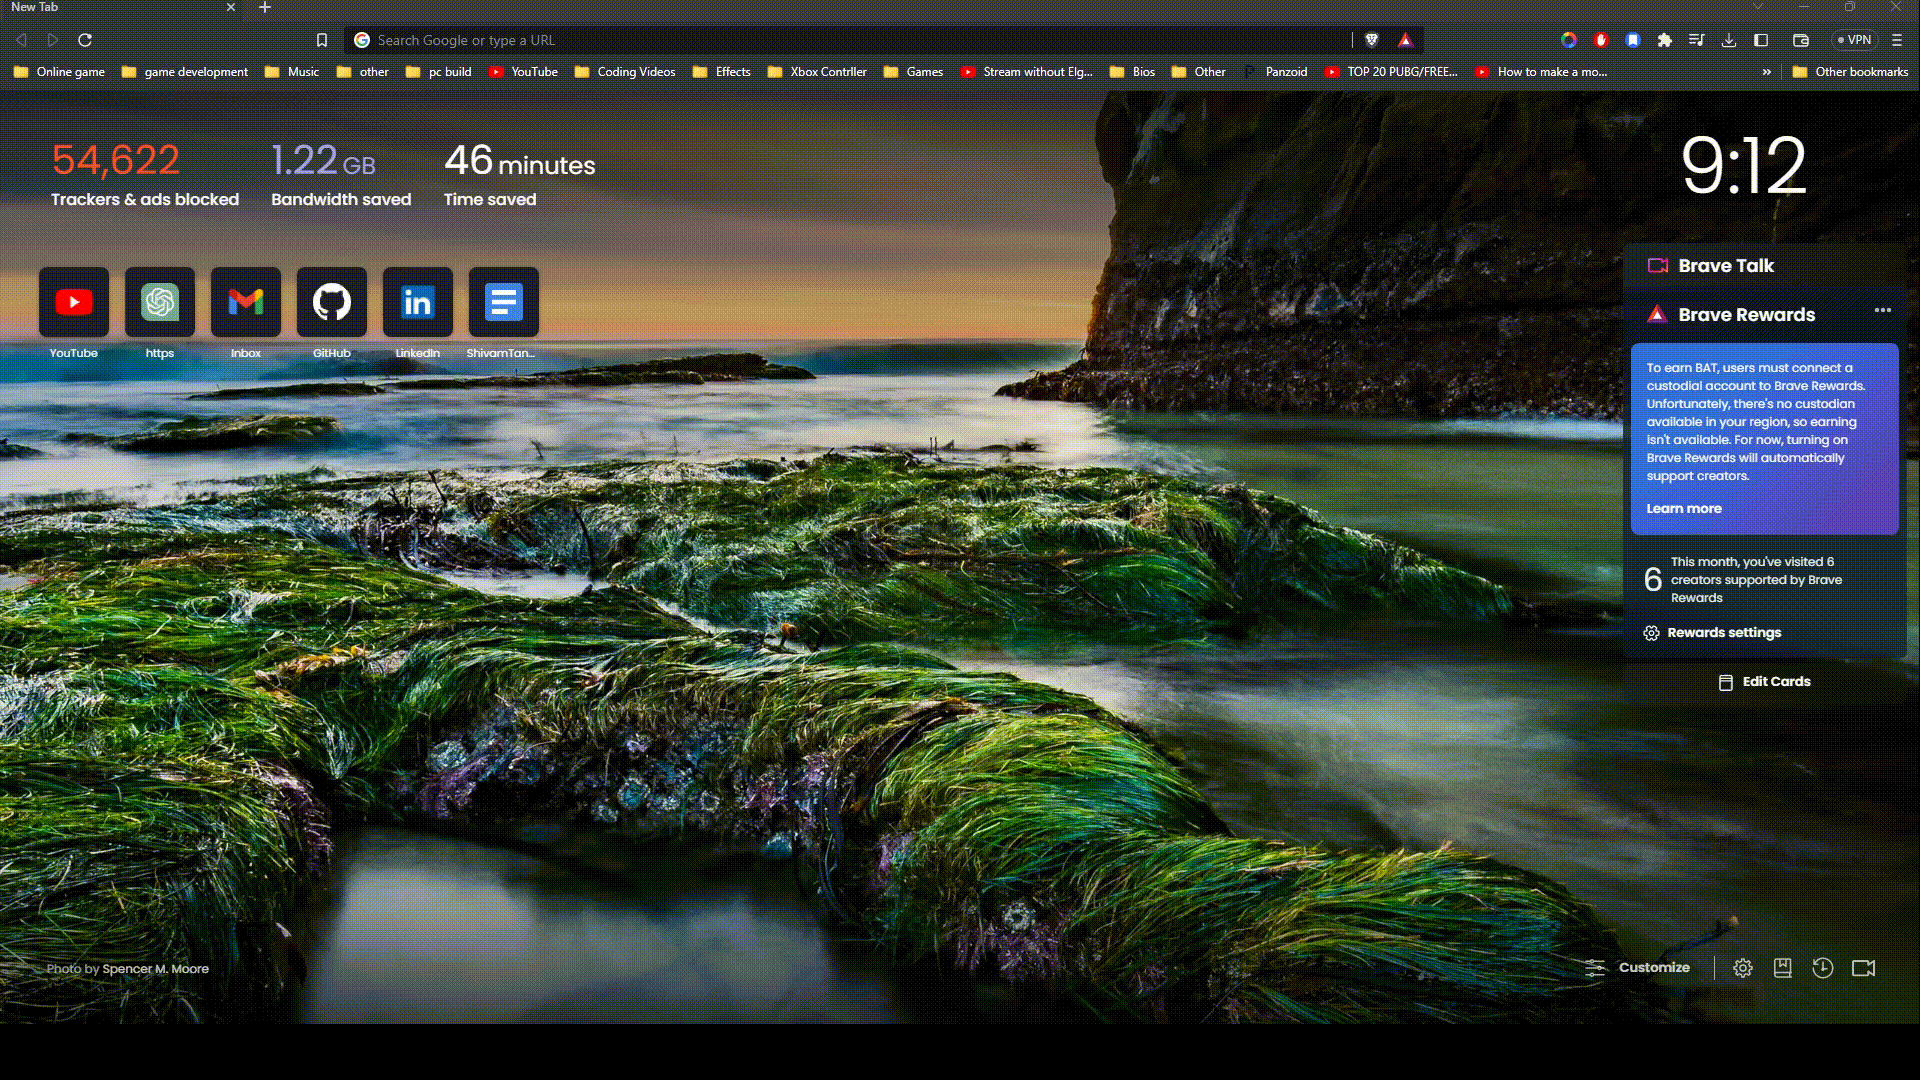 New Tab
Search Google or type a URL
VPN
Online game
game development
Music
other
pc build
YouTube
Coding Videos
Effects
Xbox Contrller
Games
Stream without Elg...
Bios
Other
Panzoid
TOP 20 PUBG/FREE...
How to make a mo...
»
Other bookmarks
54,622
Trackers & ads blocked
1.22 GB
Bandwidth saved
46 minutes
Time saved
9:12
YouTube
https
Inbox
GitHub
LinkedIn
ShivamTan...
Brave Talk
Brave Rewards
To earn BAT, users must connect a
custodial account to Brave Rewards.
Unfortunately, there's no custodian
available in your region, so earning
isn't available. For now, turning on
Brave Rewards will automatically
support creators.
Learn more
6
This month, you've visited 6
creators supported by Brave
Rewards
Rewards settings
Edit Cards
Photo by Spencer M. Moore
Customize